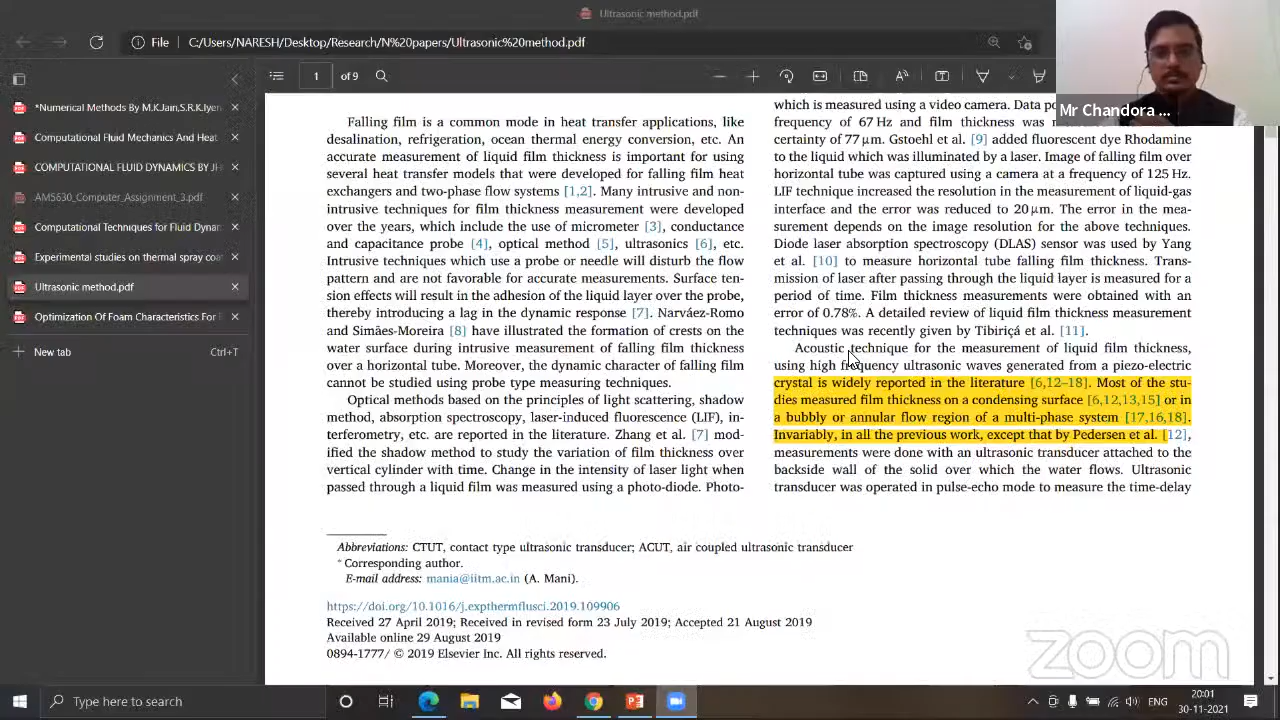 Ultrasonic method.pdf
File
C:/Users/NARESH/Desktop/Research/N%20papers/Ultrasonic%20method.pdf
1 of 9
*Numerical Methods By M.K.Jain,S.R.K.Iyen
Computational Fluid Mechanics And Heat
COMPUTATIONAL FLUID DYNAMICS The
AM5630_Computer_Assignment_3.pdf
Computational Techniques for Fluid Dynam
Experimental studies on thermal spray coat
Ultrasonic method.pdf
Optimization Of Foam Characteristics For E
New tab
Ctrl+T
Mr Chandora ...
Falling film is a common mode in heat transfer applications, like
desalination, refrigeration, ocean thermal energy conversion, etc. An
accurate measurement of liquid film thickness is important for using
several heat transfer models that were developed for falling film heat
exchangers and two-phase flow systems [1,2]. Many intrusive and non-
intrusive techniques for film thickness measurement were developed
over the years, which include the use of micrometer [3], conductance
and capacitance probe [4], optical method [5], ultrasonics [6], etc.
Intrusive techniques which use a probe or needle will disturb the flow
pattern and are not favorable for accurate measurements. Surface ten-
sion effects will result in the adhesion of the liquid layer over the probe,
thereby introducing a lag in the dynamic response [7]. Narváez-Romo
and Simães-Moreira [8] have illustrated the formation of crests on the
water surface during intrusive measurement of falling film thickness
over a horizontal tube. Moreover, the dynamic character of falling film
cannot be studied using probe type measuring techniques.
Optical methods based on the principles of light scattering, shadow
method, absorption spectroscopy, laser-induced fluorescence (LIF), in-
terferometry, etc. are reported in the literature. Zhang et al. [7] mod-
ified the shadow method to study the variation of film thickness over
vertical cylinder with time. Change in the intensity of laser light when
passed through a liquid film was measured using a photo-diode. Photo-
which is measured using a video camera. Data po
frequency of 67 Hz and film thickness was m
certainty of 77 μm. Gstoehl et al. [9] added fluorescent dye Rhodamine
to the liquid which was illuminated by a laser. Image of falling film over
horizontal tube was captured using a camera at a frequency of 125 Hz.
LIF technique increased the resolution in the measurement of liquid-gas
interface and the error was reduced to 20 μm. The error in the mea-
surement depends on the image resolution for the above techniques.
Diode laser absorption spectroscopy (DLAS) sensor was used by Yang
et al. [10] to measure horizontal tube falling film thickness. Trans-
mission of laser after passing through the liquid layer is measured for a
period of time. Film thickness measurements were obtained with an
error of 0.78%. A detailed review of liquid film thickness measurement
techniques was recently given by Tibiriçá et al. [11].
Acoustic technique for the measurement of liquid film thickness,
using high frequency ultrasonic waves generated from a piezo-electric
crystal is widely reported in the literature [6,12–18]. Most of the stu-
dies measured film thickness on a condensing surface [6,12,13,15] or in
a bubbly or annular flow region of a multi-phase system [17,16,18].
Invariably, in all the previous work, except that by Pedersen et al. [12],
measurements were done with an ultrasonic transducer attached to the
backside wall of the solid over which the water flows. Ultrasonic
transducer was operated in pulse-echo mode to measure the time-delay
Abbreviations: CTUT, contact type ultrasonic transducer; ACUT, air coupled ultrasonic transducer
* Corresponding author.
E-mail address: mania@iitm.ac.in (A. Mani).
https://doi.org/10.1016/j.expthermflusci.2019.109906
Received 27 April 2019; Received in revised form 23 July 2019; Accepted 21 August 2019
Available online 29 August 2019
0894-1777/ © 2019 Elsevier Inc. All rights reserved.
zoom
Type here to search
20:01
30-11-2021